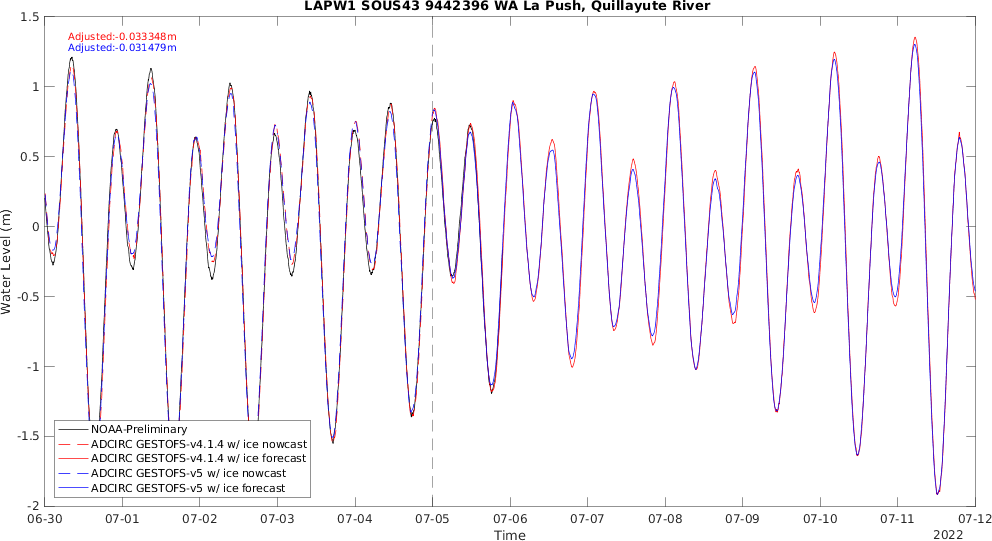 LAPW1 SOUS43 9442396 WA La Push, Quillayute River
Adjusted:-0.033348m
Adjusted:-0.031479m
1.5
1
0.5
0
-0.5
-1
-1.5
-2
Water Level (m)
NOAA-Preliminary
ADCIRC GESTOFS-v4.1.4 w/ ice nowcast
ADCIRC GESTOFS-v4.1.4 w/ ice forecast
ADCIRC GESTOFS-v5 w/ ice nowcast
ADCIRC GESTOFS-v5 w/ ice forecast
06-30 07-01 07-02 07-03 07-04 07-05 07-06 07-07 07-08 07-09 07-10 07-11 07-12
Time
2022